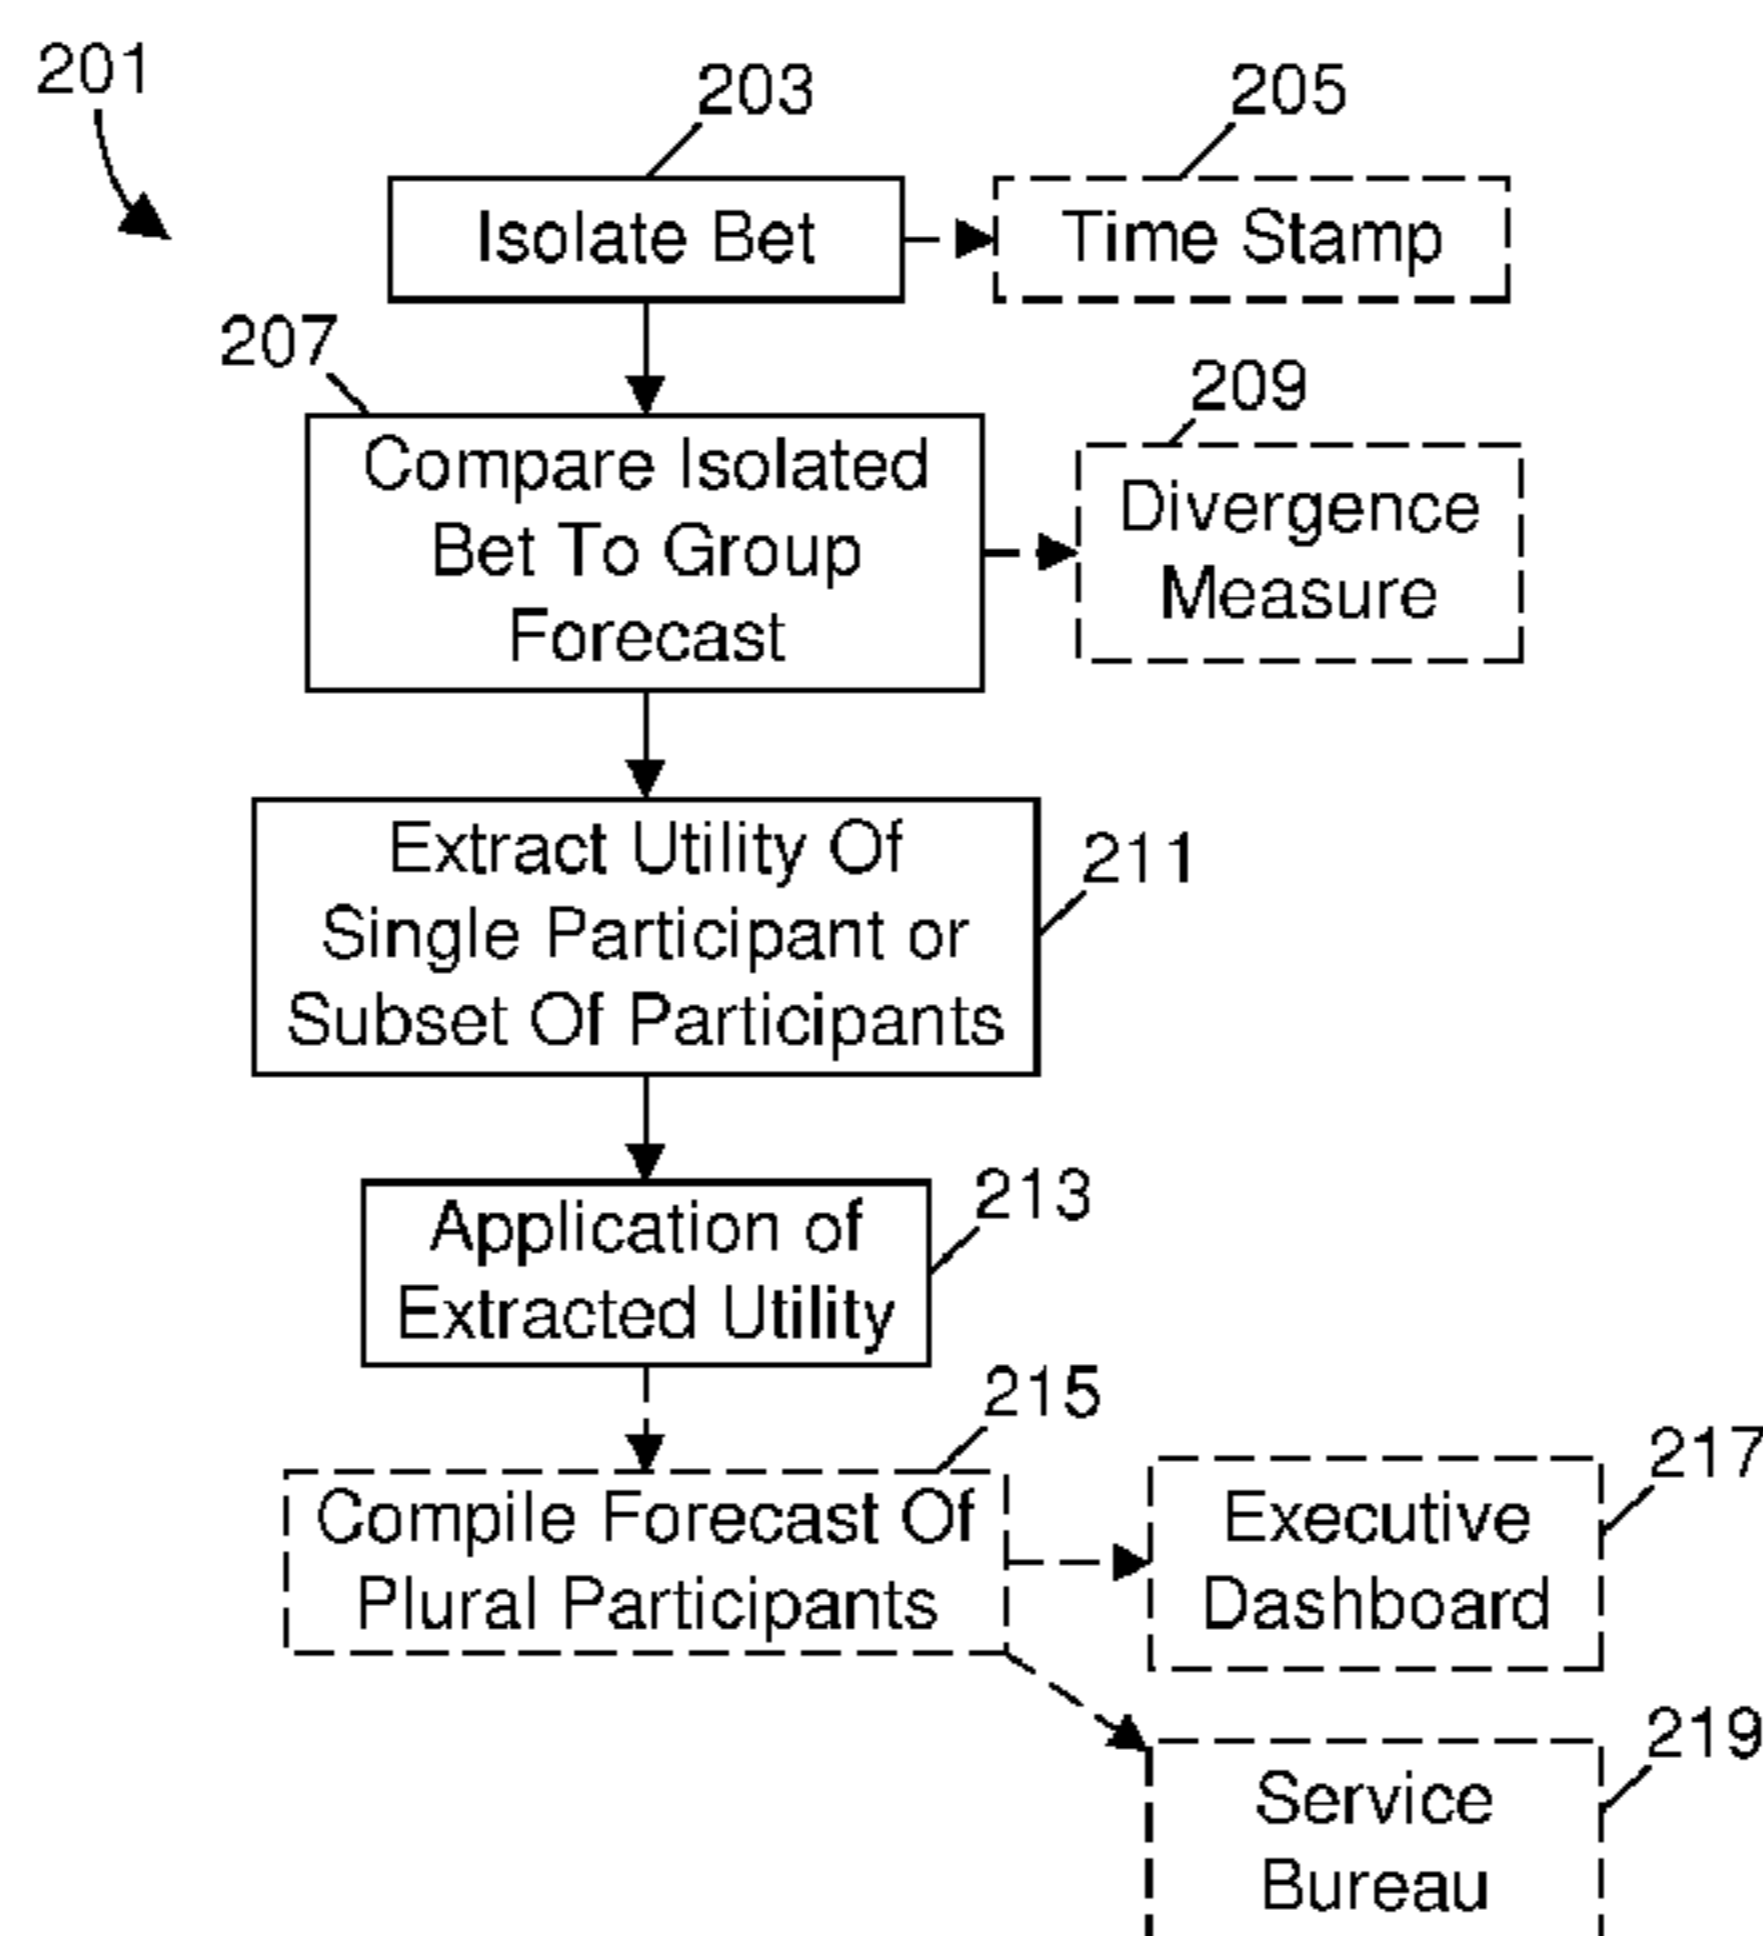 201
203
205
Isolate Bet
Time Stamp
207
209
Compare Isolated
Bet To Group
Forecast
Divergence
Measure
211
Extract Utility Of
Single Participant or
Subset Of Participants
213
Application of
Extracted Utility
215
217
Compile Forecast Of
Plural Participants
Executive
Dashboard
219
Service
Bureau